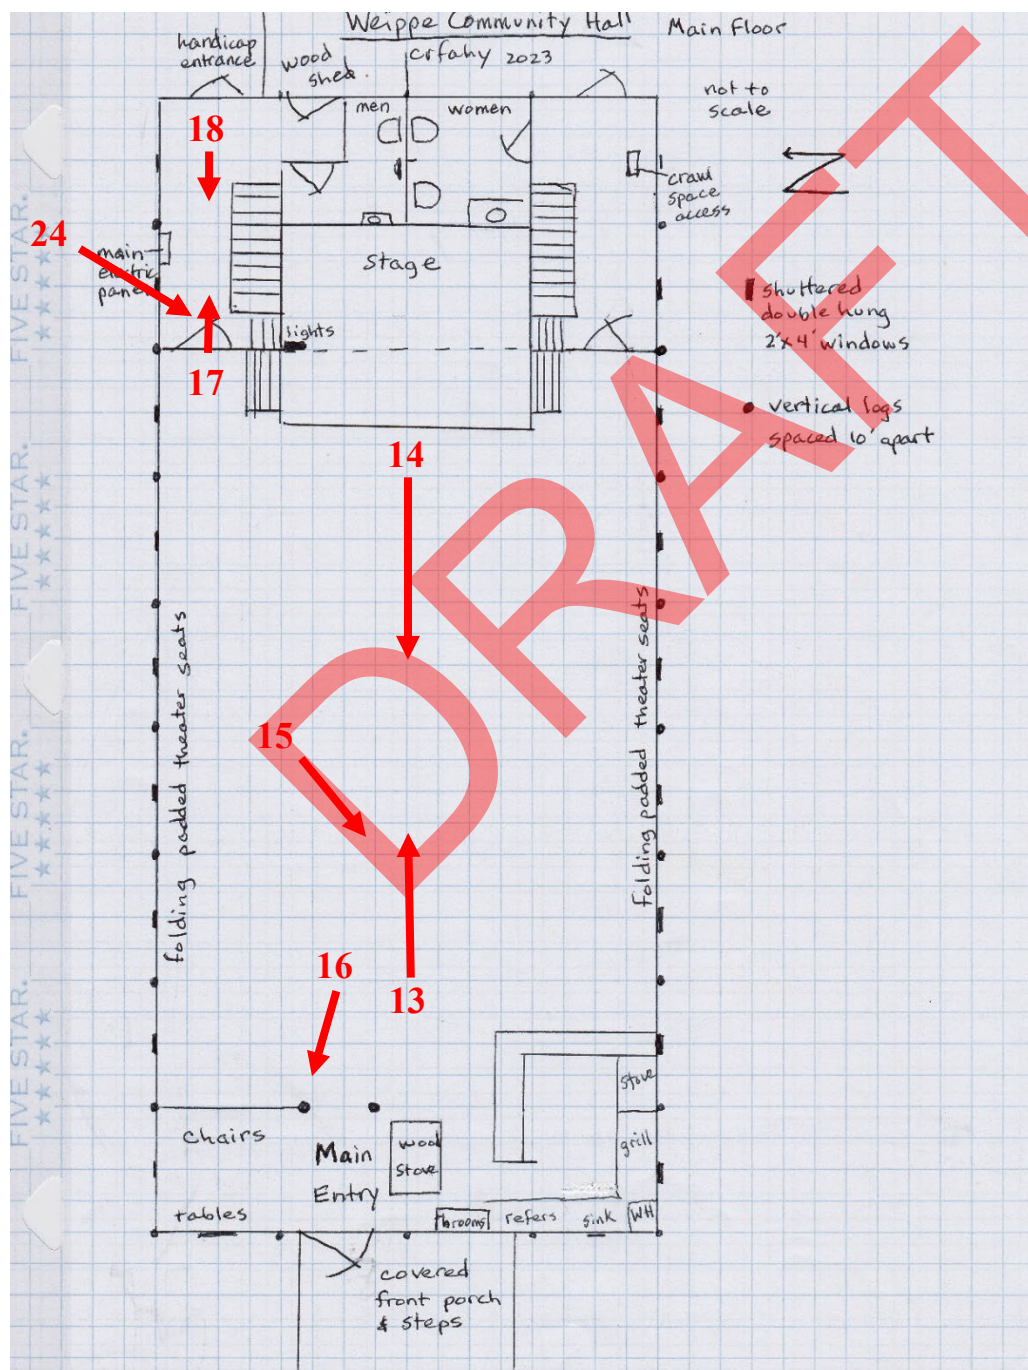 Weippe Community Hall
Main Floor
crfahy 2023
handicap
entrance
wood
shed.
not to
scale
men
women
18
crawl
space
access
24
main
electric
panel
Stage
shuttered
double hung
2'x4' windows
lights
17
vertical logs
spaced 10' apart
14
folding padded theater seats
folding padded theater seats
15
16
13
stove
grill
chairs
Main
Entry
wood
stove
tables
brooms
refers
sink
WH
covered
front porch
& steps
DRAFT
FIVE STAR.
FIVE STAR.
FIVE STAR.
FIVE STAR.